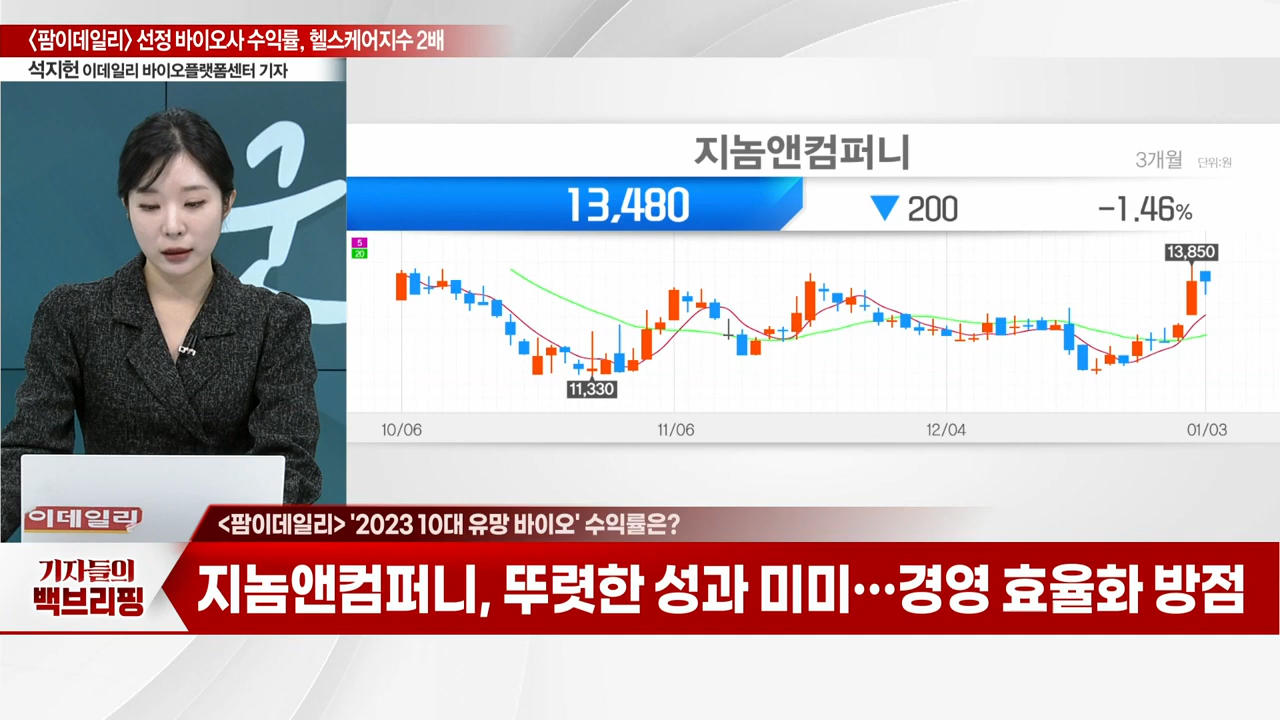 <팜이데일리> 선정 바이오사 수익률, 헬스케어지수 2배
석지헌 이데일리 바이오플랫폼센터 기자
지놈앤컴퍼니
3개월 단위:원
13,480 ▼ 200 -1.46%
5
20
13,850
11,330
10/06 11/06 12/04 01/03
이데일리
<팜이데일리> '2023 10대 유망 바이오' 수익률은?
기자들의
백브리핑
지놈앤컴퍼니, 뚜렷한 성과 미미…경영 효율화 방점